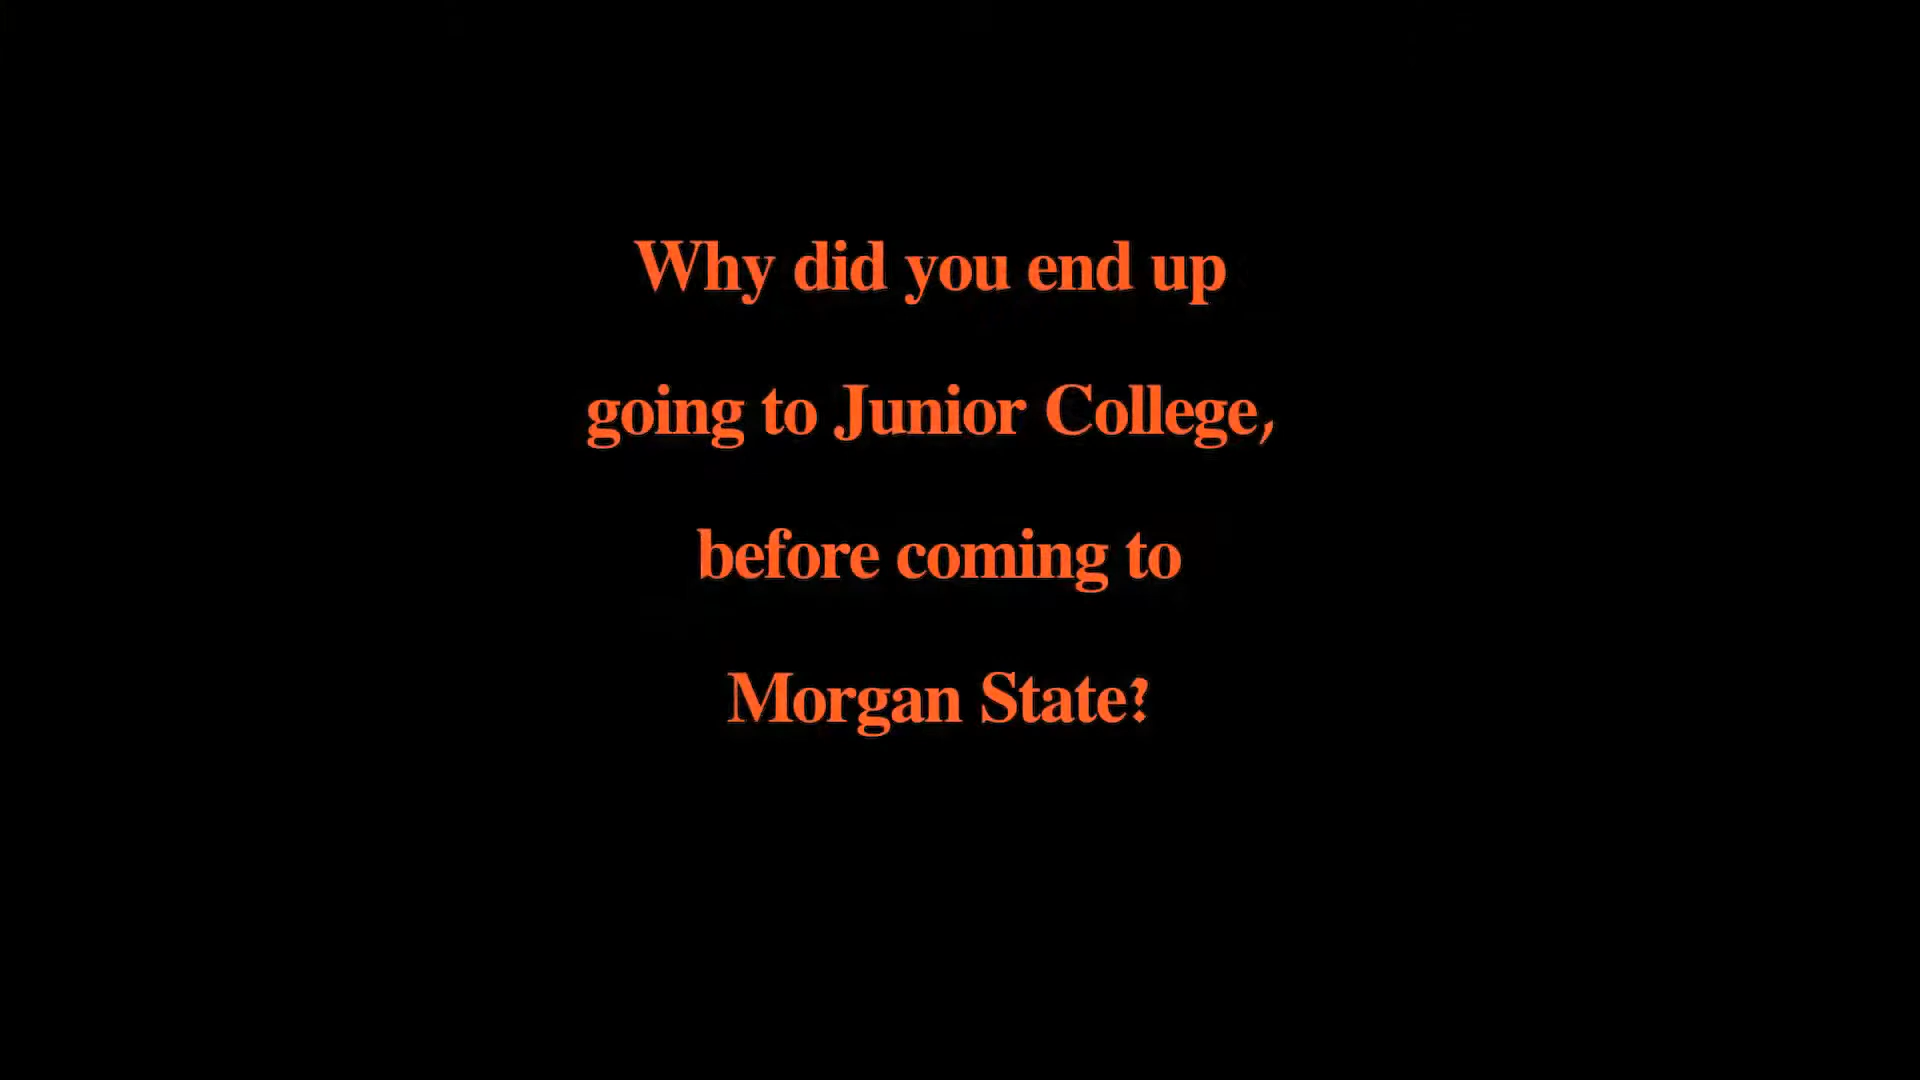 Why did you end up
going to Junior College,
before coming to
Morgan State?